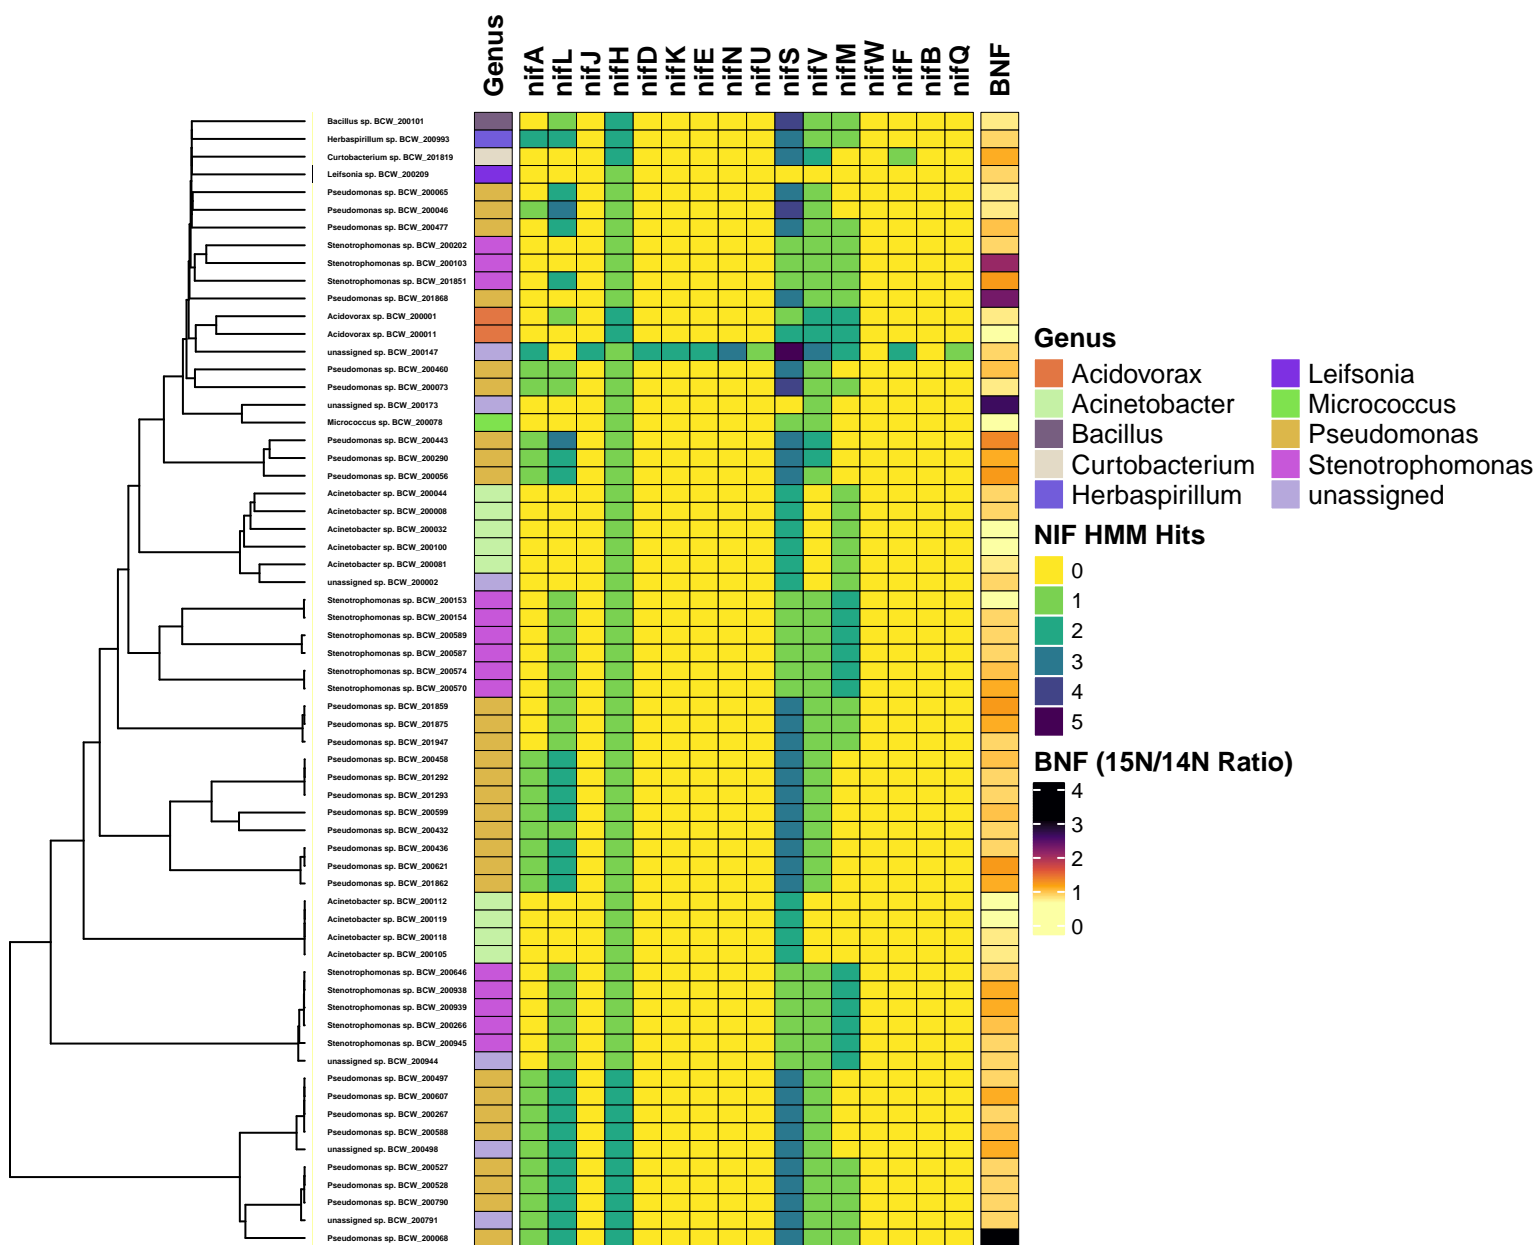 Genus nifA nifL nifJ nifH nifD nifK nifE nifN nifU nifS nifV nifM nifW nifF nifB nifQ BNF
Bacillus sp. BCW_200101
Herbaspirillum sp. BCW_200993
Curtobacterium sp. BCW_201819
Leifsonia sp. BCW_200209
Pseudomonas sp. BCW_200065
Pseudomonas sp. BCW_200046
Pseudomonas sp. BCW_200477
Stenotrophomonas sp. BCW_200202
Stenotrophomonas sp. BCW_200103
Stenotrophomonas sp. BCW_201851
Pseudomonas sp. BCW_201868
Acidovorax sp. BCW_200001
Acidovorax sp. BCW_200011
unassigned sp. BCW_200147
Pseudomonas sp. BCW_200460
Pseudomonas sp. BCW_200073
unassigned sp. BCW_200173
Micrococcus sp. BCW_200078
Pseudomonas sp. BCW_200443
Pseudomonas sp. BCW_200290
Pseudomonas sp. BCW_200056
Acinetobacter sp. BCW_200044
Acinetobacter sp. BCW_200008
Acinetobacter sp. BCW_200032
Acinetobacter sp. BCW_200100
Acinetobacter sp. BCW_200081
unassigned sp. BCW_200002
Stenotrophomonas sp. BCW_200153
Stenotrophomonas sp. BCW_200154
Stenotrophomonas sp. BCW_200589
Stenotrophomonas sp. BCW_200587
Stenotrophomonas sp. BCW_200574
Stenotrophomonas sp. BCW_200570
Pseudomonas sp. BCW_201859
Pseudomonas sp. BCW_201875
Pseudomonas sp. BCW_201947
Pseudomonas sp. BCW_200458
Pseudomonas sp. BCW_201292
Pseudomonas sp. BCW_201293
Pseudomonas sp. BCW_200599
Pseudomonas sp. BCW_200432
Pseudomonas sp. BCW_200436
Pseudomonas sp. BCW_200621
Pseudomonas sp. BCW_201862
Acinetobacter sp. BCW_200112
Acinetobacter sp. BCW_200119
Acinetobacter sp. BCW_200118
Acinetobacter sp. BCW_200105
Stenotrophomonas sp. BCW_200646
Stenotrophomonas sp. BCW_200938
Stenotrophomonas sp. BCW_200939
Stenotrophomonas sp. BCW_200266
Stenotrophomonas sp. BCW_200945
unassigned sp. BCW_200944
Pseudomonas sp. BCW_200497
Pseudomonas sp. BCW_200607
Pseudomonas sp. BCW_200267
Pseudomonas sp. BCW_200588
unassigned sp. BCW_200498
Pseudomonas sp. BCW_200527
Pseudomonas sp. BCW_200528
Pseudomonas sp. BCW_200790
unassigned sp. BCW_200791
Pseudomonas sp. BCW_200068
Genus
Acidovorax
Acinetobacter
Bacillus
Curtobacterium
Herbaspirillum
Leifsonia
Micrococcus
Pseudomonas
Stenotrophomonas
unassigned
NIF HMM Hits
0
1
2
3
4
5
BNF (15N/14N Ratio)
4
3
2
1
0